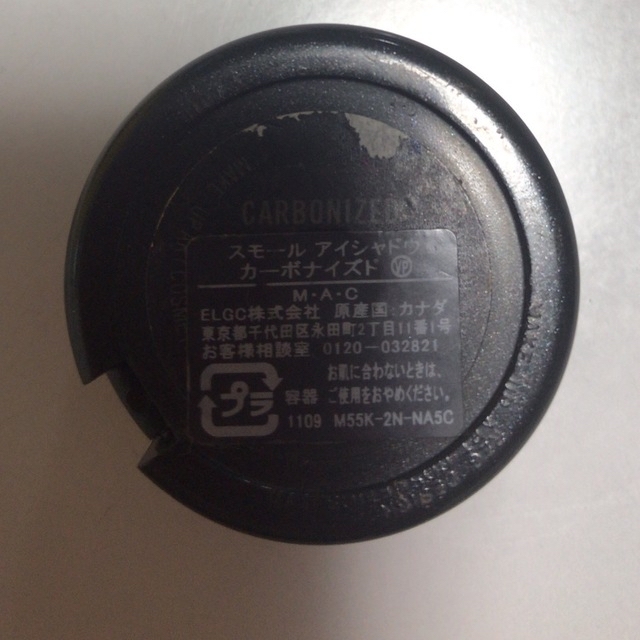 CARBONIZED
スモール アイシャドウ
カーボナイズド VP
M·A·C
ELGC株式会社 原産国 カナダ
東京都千代田区永田町2丁目11番1号
お客様相談室 0120-032821
お肌に合わないときは、
プラ 容器 ご使用をおやめください。
1109 M55K-2N-NA5C